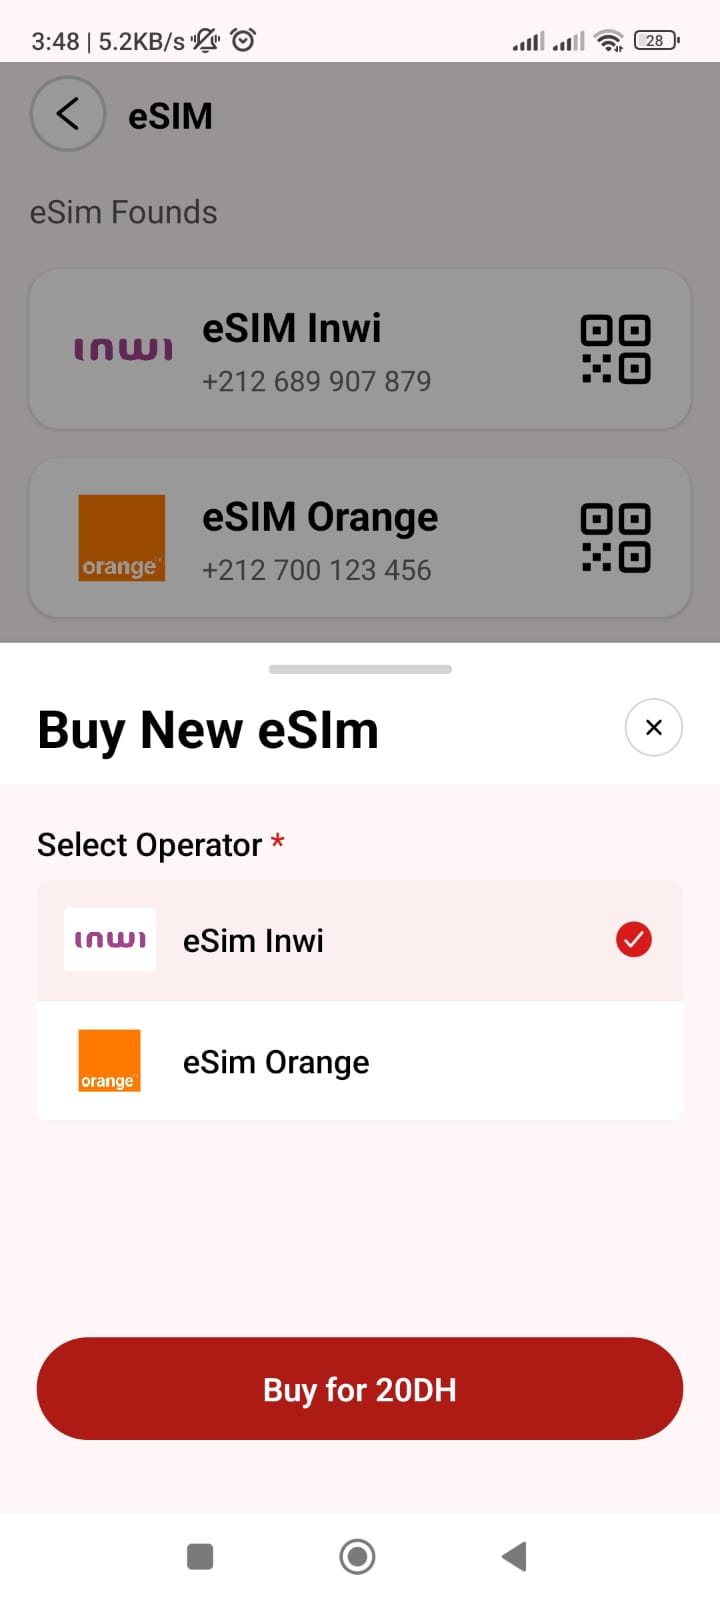 3:48 | 5.2KB/s
28
eSIM
eSim Founds
inwi
eSIM Inwi
+212 689 907 879
orange™
eSIM Orange
+212 700 123 456
Buy New eSIm
Select Operator *
inwi
eSim Inwi
orange
eSim Orange
Buy for 20DH